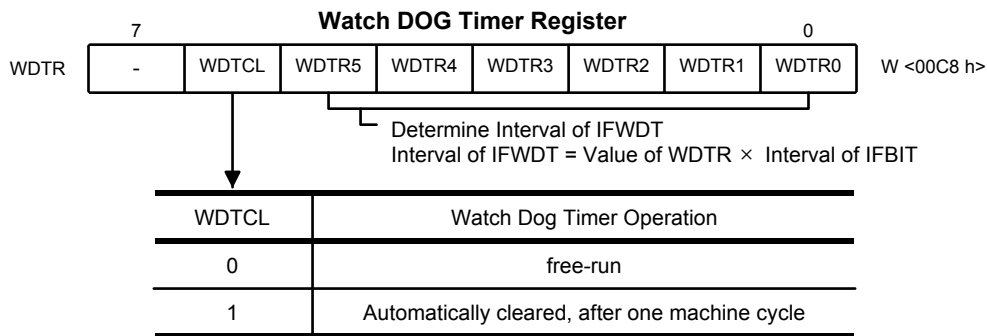 Watch DOG Timer Register
7 0
WDTR - WDTCL WDTR5 WDTR4 WDTR3 WDTR2 WDTR1 WDTR0 W <00C8 h>
Determine Interval of IFWDT
Interval of IFWDT = Value of WDTR × Interval of IFBIT
WDTCL Watch Dog Timer Operation
0 free-run
1 Automatically cleared, after one machine cycle